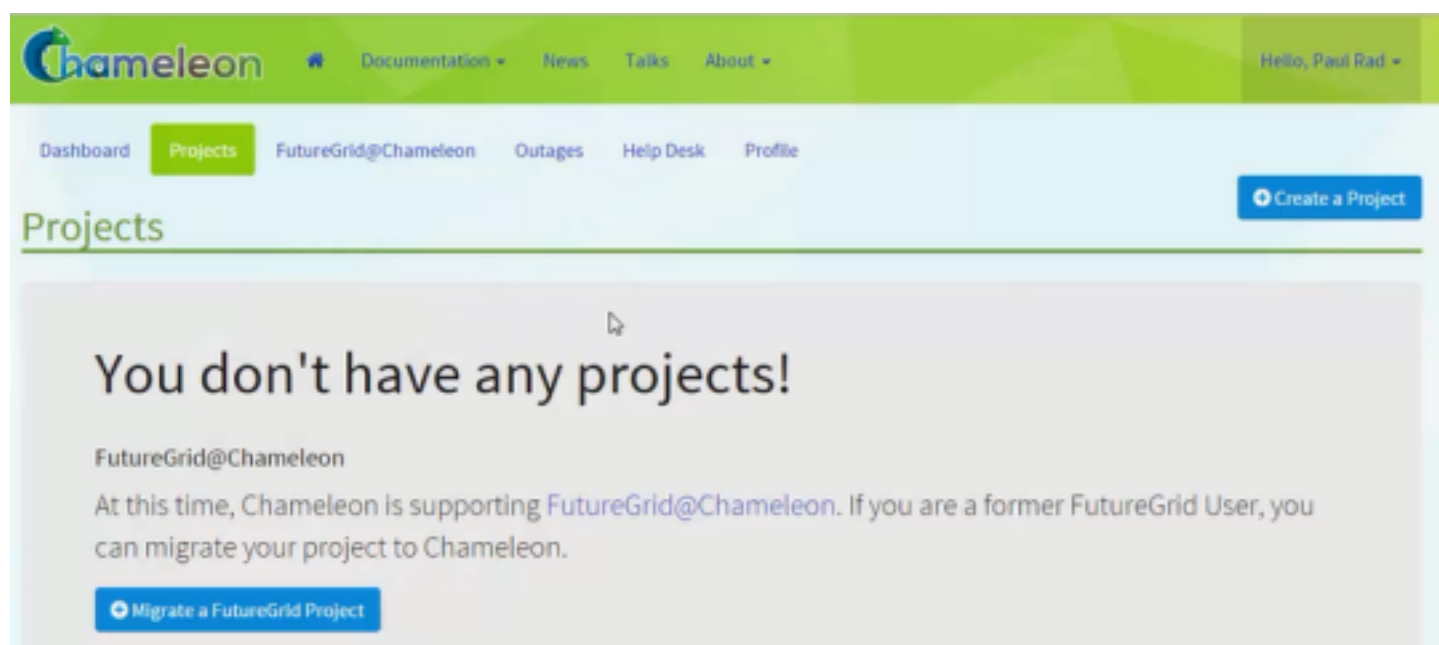 Chameleon Documentation News Talks About Hello, Paul Rad
Dashboard Projects FutureGrid@Chameleon Outages Help Desk Profile
Create a Project
Projects
You don't have any projects!
FutureGrid@Chameleon
At this time, Chameleon is supporting FutureGrid@Chameleon. If you are a former FutureGrid User, you
can migrate your project to Chameleon.
Migrate a FutureGrid Project